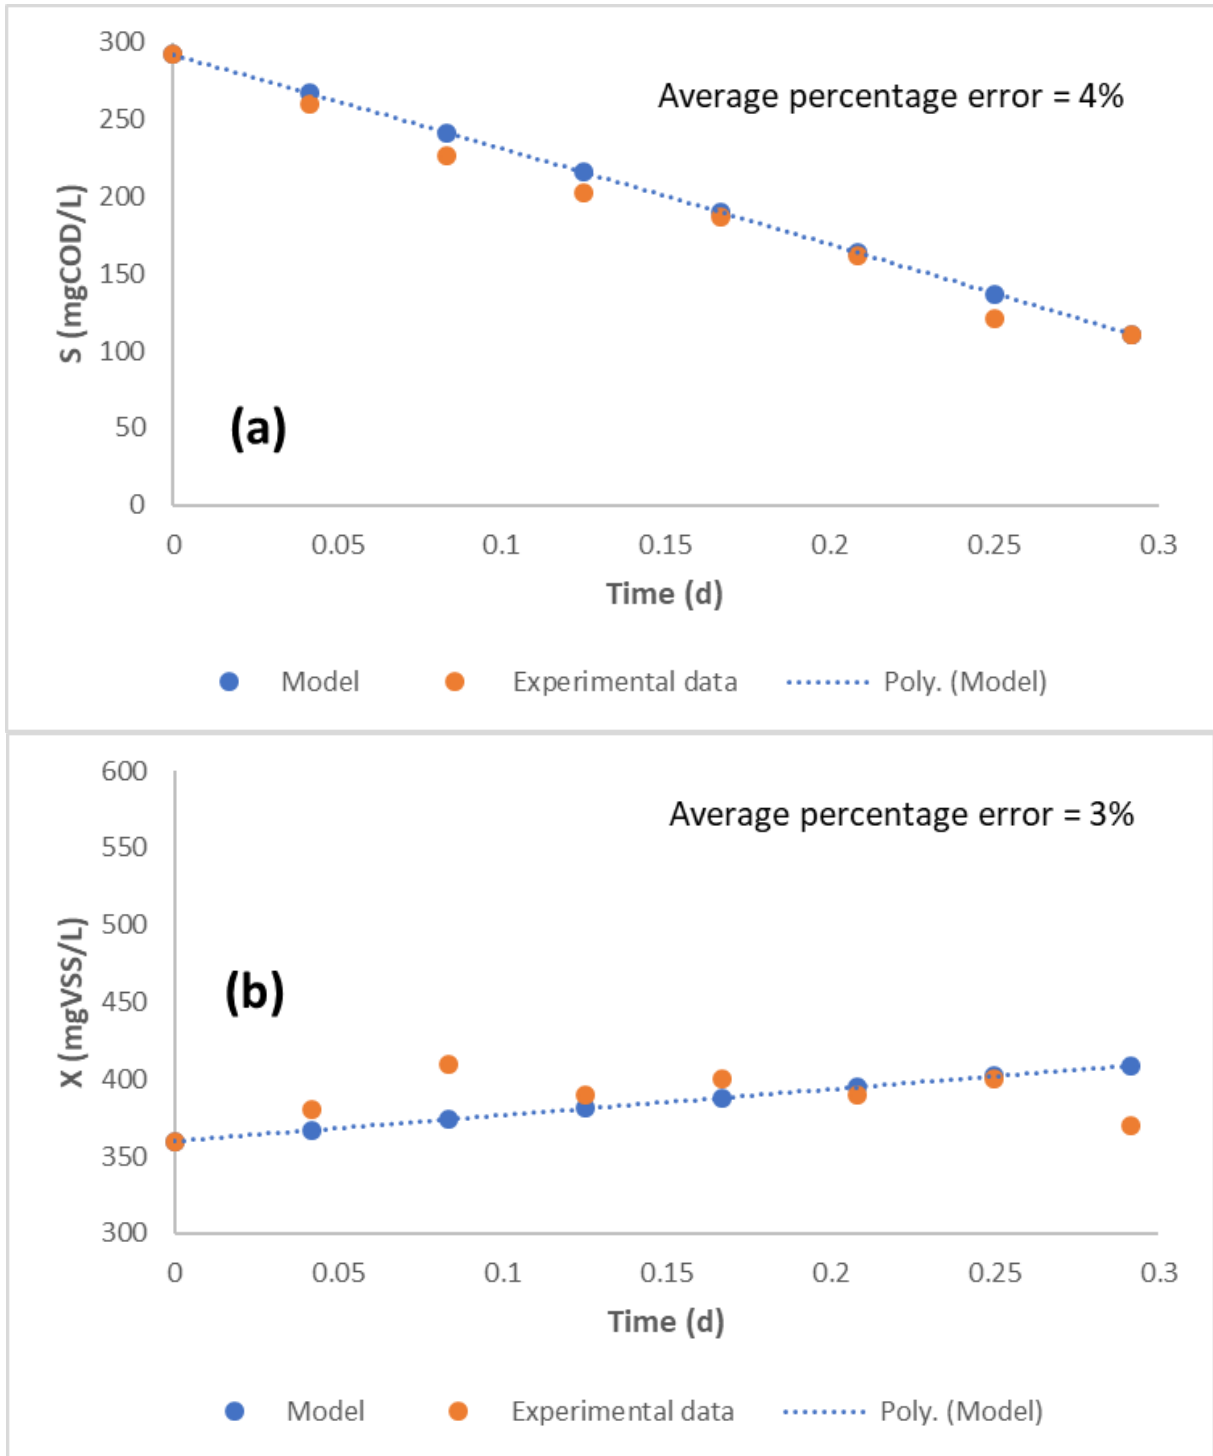 300
Average percentage error = 4%
250
200
150
100
50
0
S (mgCOD/L)
(a)
0 0.05 0.1 0.15 0.2 0.25 0.3
Time (d)
Model Experimental data Poly. (Model)
600
Average percentage error = 3%
550
500
450
400
350
300
X (mgVSS/L)
(b)
0 0.05 0.1 0.15 0.2 0.25 0.3
Time (d)
Model Experimental data Poly. (Model)